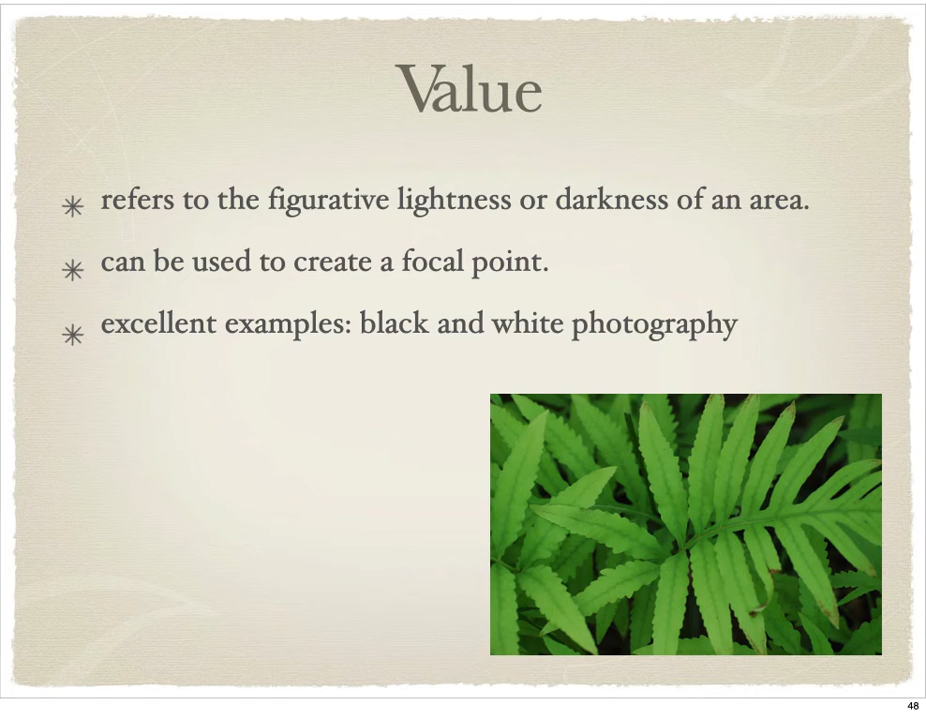 Value
refers to the figurative lightness or darkness of an area.
can be used to create a focal point.
excellent examples: black and white photography
48